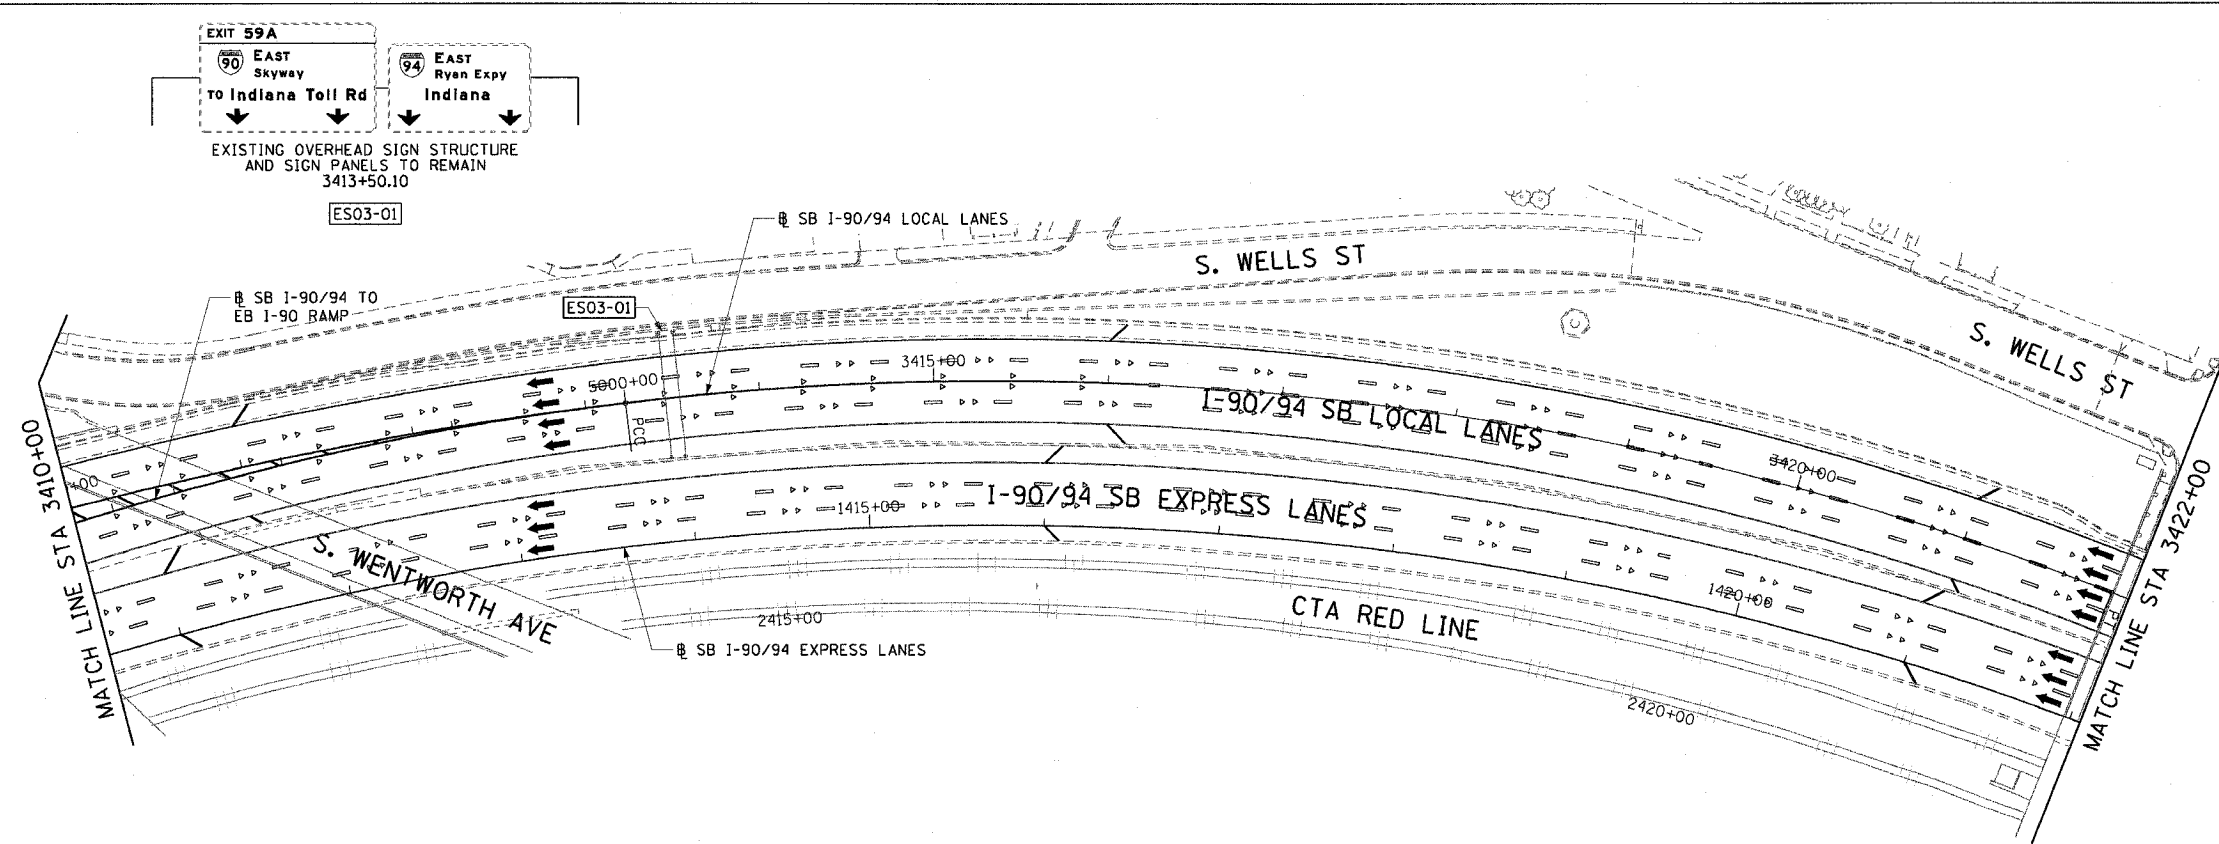 EXIT 59A
90 EAST
Skyway
TO Indiana Toll Rd
94 EAST
Ryan Expy
Indiana
EXISTING OVERHEAD SIGN STRUCTURE
AND SIGN PANELS TO REMAIN
3413+50.10
ES03-01
℄ SB I-90/94 LOCAL LANES
S. WELLS ST
℄ SB I-90/94 TO
EB I-90 RAMP
ES03-01
S. WELLS ST
3415+00
5000+00
PCC
I-90/94 SB LOCAL LANES
3420+00
+00
MATCH LINE STA 3410+00
I-90/94 SB EXPRESS LANES
1415+00
S. WENTWORTH AVE
1420+00
CTA RED LINE
2415+00
℄ SB I-90/94 EXPRESS LANES
2420+00
MATCH LINE STA 3422+00